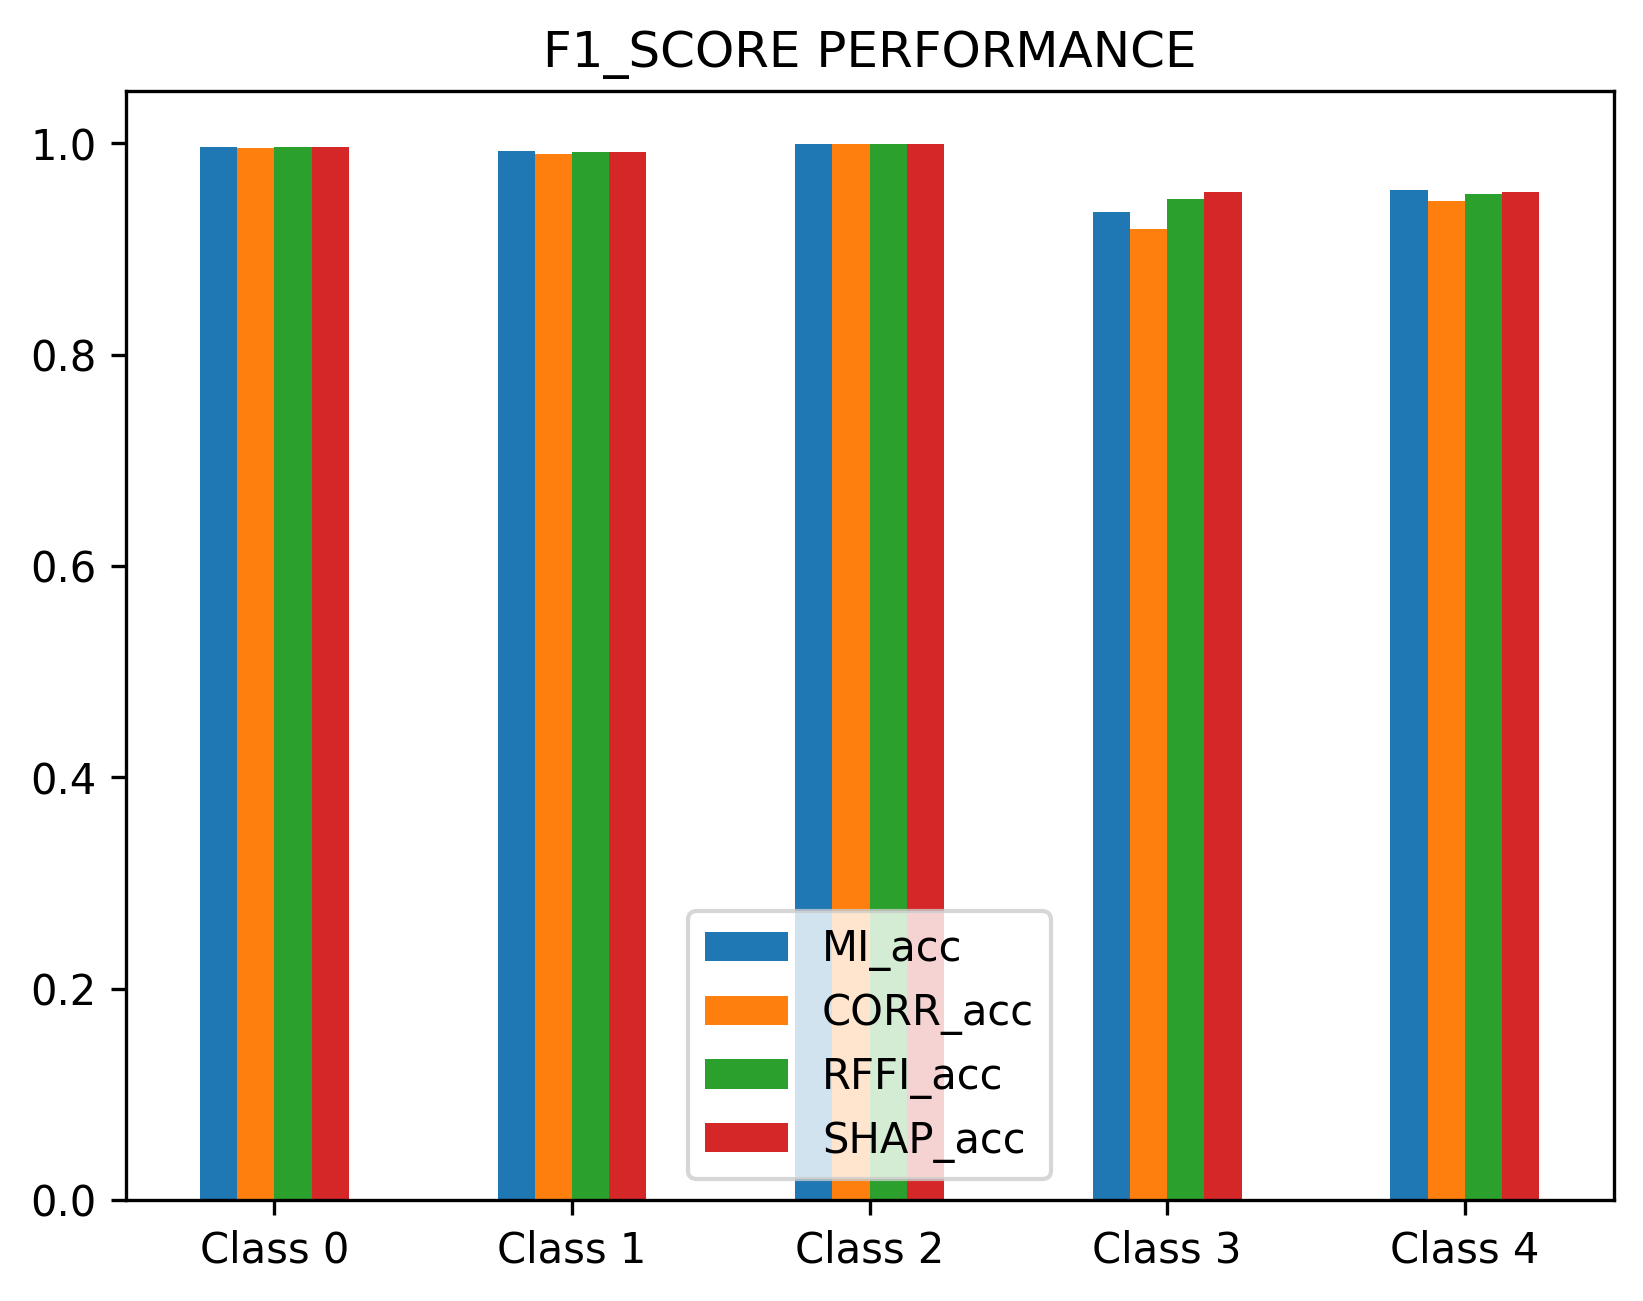 F1_SCORE PERFORMANCE
1.0
0.8
0.6
0.4
0.2
0.0
MI_acc
CORR_acc
RFFI_acc
SHAP_acc
Class 0 Class 1 Class 2 Class 3 Class 4